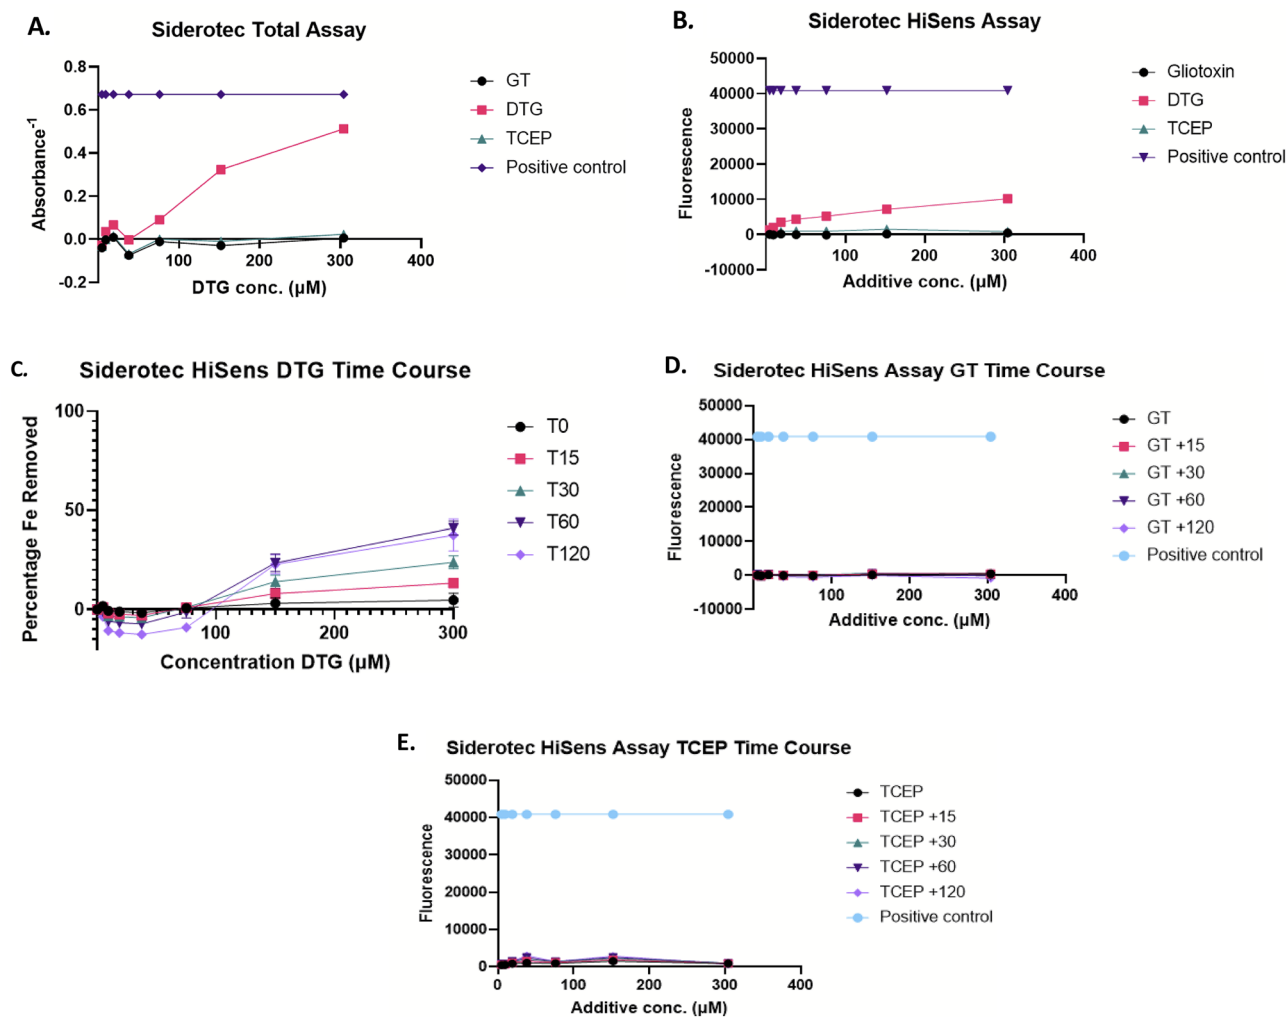 A.
Siderotec Total Assay
0.8
0.6
0.4
0.2
0.0
-0.2
Absorbance⁻¹
100
200
300
400
DTG conc. (µM)
GT
DTG
TCEP
Positive control
B.
Siderotec HiSens Assay
50000
40000
30000
20000
10000
0
-10000
Fluorescence
100
200
300
400
Additive conc. (µM)
Gliotoxin
DTG
TCEP
Positive control
C.
Siderotec HiSens DTG Time Course
100
50
0
Percentage Fe Removed
100
200
300
Concentration DTG (µM)
T0
T15
T30
T60
T120
D.
Siderotec HiSens Assay GT Time Course
50000
40000
30000
20000
10000
0
-10000
Fluorescence
100
200
300
400
Additive conc. (µM)
GT
GT +15
GT +30
GT +60
GT +120
Positive control
E.
Siderotec HiSens Assay TCEP Time Course
50000
40000
30000
20000
10000
0
Fluorescence
0
100
200
300
400
Additive conc. (µM)
TCEP
TCEP +15
TCEP +30
TCEP +60
TCEP +120
Positive control